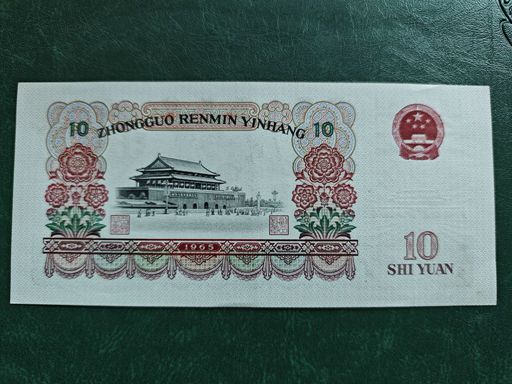 10 ZHONGGUO RENMIN YINHANG 10
1965
10
SHI YUAN